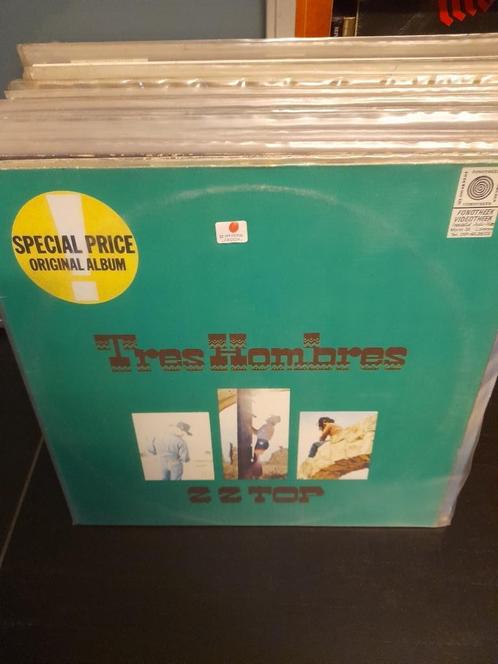 SPECIAL PRICE
ORIGINAL ALBUM
FONOTHEEK
VIDEOTHEEK
Tres Hombres
ZZ TOP